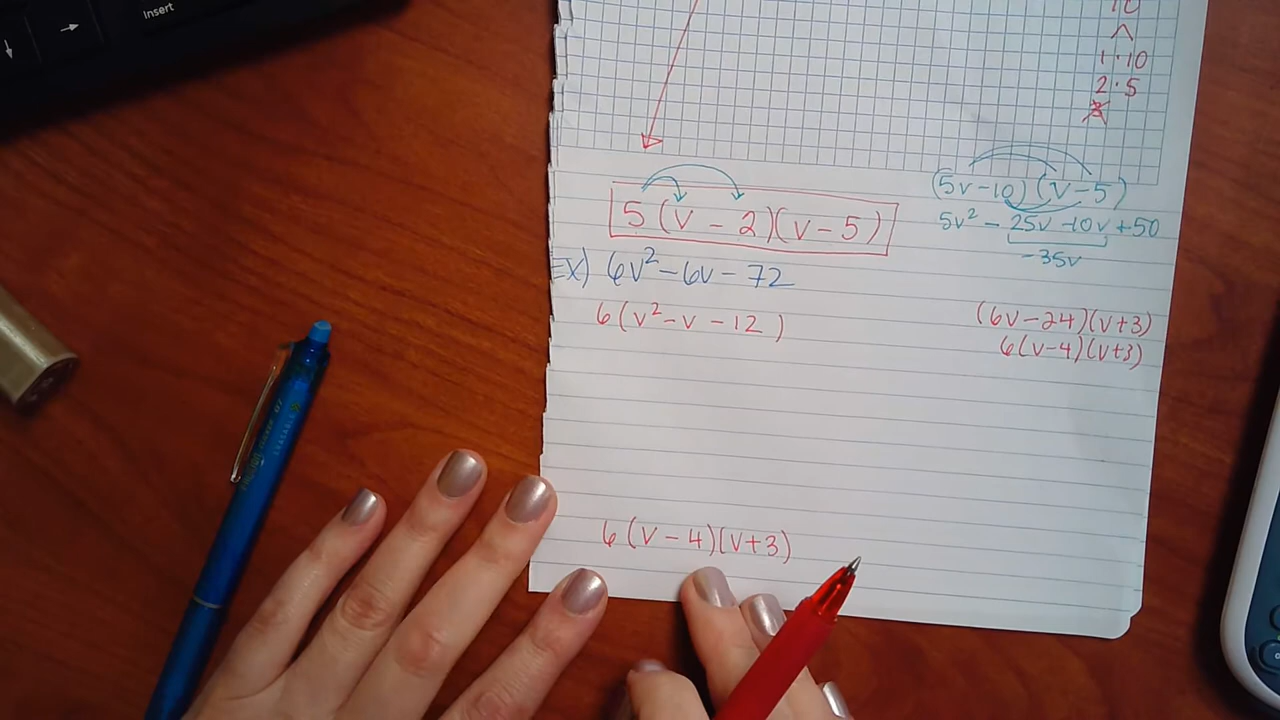 Insert
10
1·10
2·5
5(v-2)(v-5)
(5v-10)(v-5)
5v²-25v-10v+50
-35v
EX) 6v²-6v-72
6(v²-v-12)
(6v-24)(v+3)
6(v-4)(v+3)
6(v-4)(v+3)